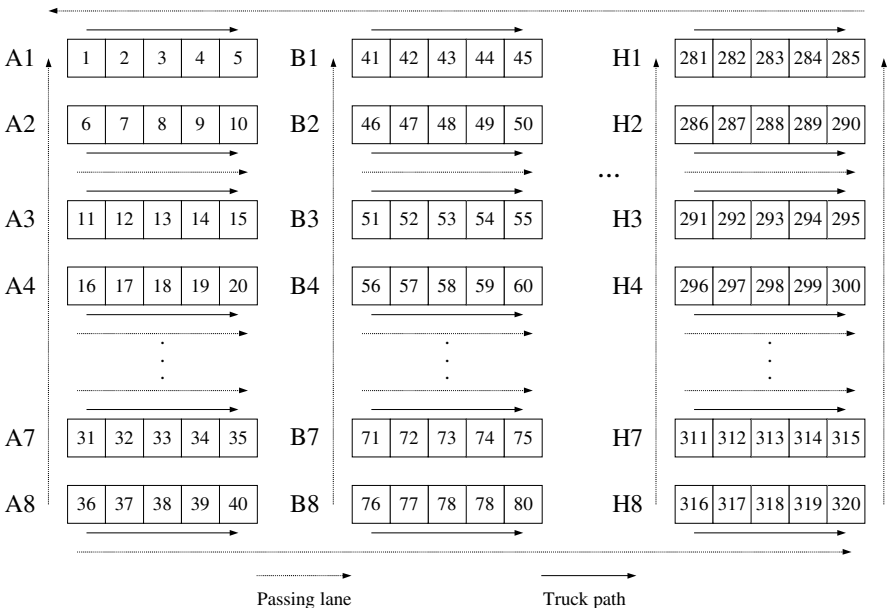 A1 1 2 3 4 5 B1 41 42 43 44 45 H1 281 282 283 284 285
A2 6 7 8 9 10 B2 46 47 48 49 50 H2 286 287 288 289 290
...
A3 11 12 13 14 15 B3 51 52 53 54 55 H3 291 292 293 294 295
A4 16 17 18 19 20 B4 56 57 58 59 60 H4 296 297 298 299 300
A7 31 32 33 34 35 B7 71 72 73 74 75 H7 311 312 313 314 315
A8 36 37 38 39 40 B8 76 77 78 78 80 H8 316 317 318 319 320
Passing lane Truck path